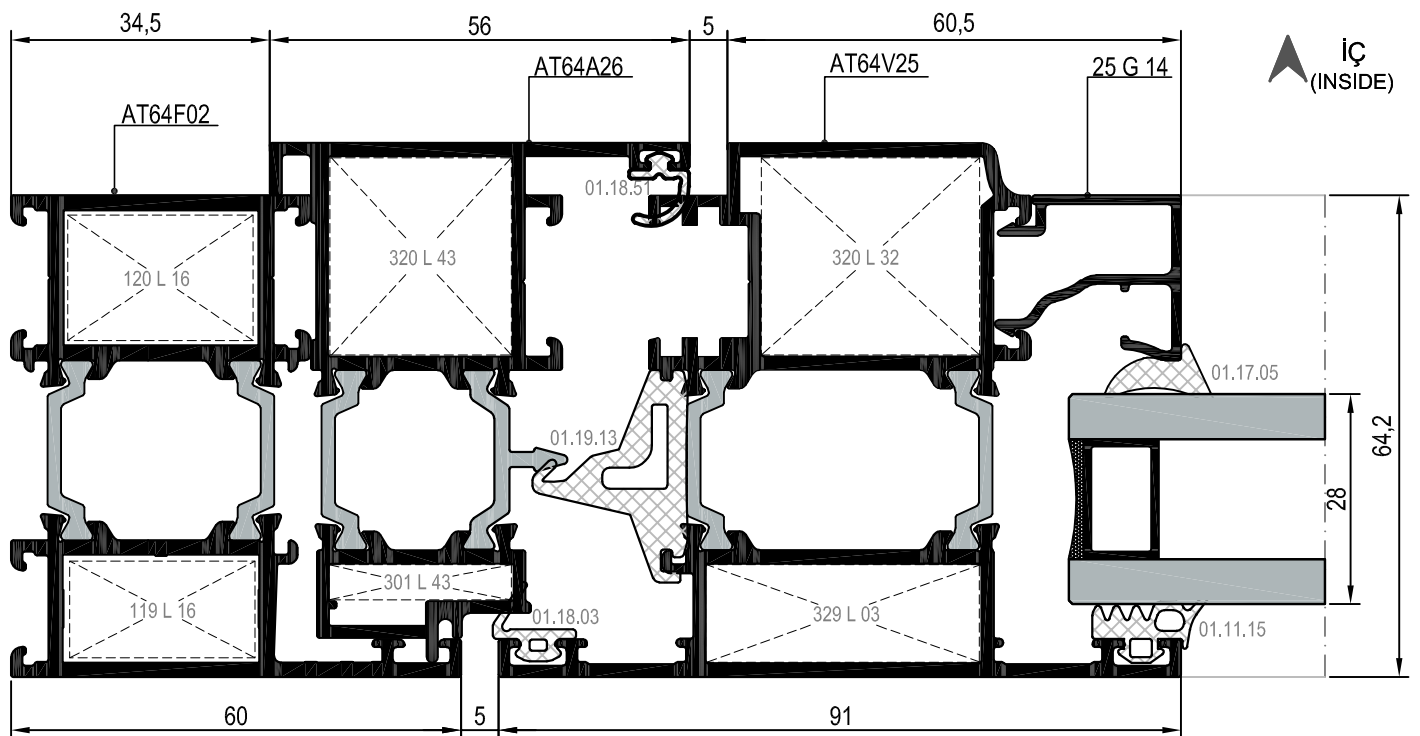 34,5
56
5
60,5
AT64F02
AT64A26
AT64V25
25 G 14
İÇ
(INSIDE)
01.18.51
120 L 16
320 L 43
320 L 32
01.17.05
01.19.13
64,2
28
119 L 16
301 L 43
01.18.03
329 L 03
01.11.15
60
5
91